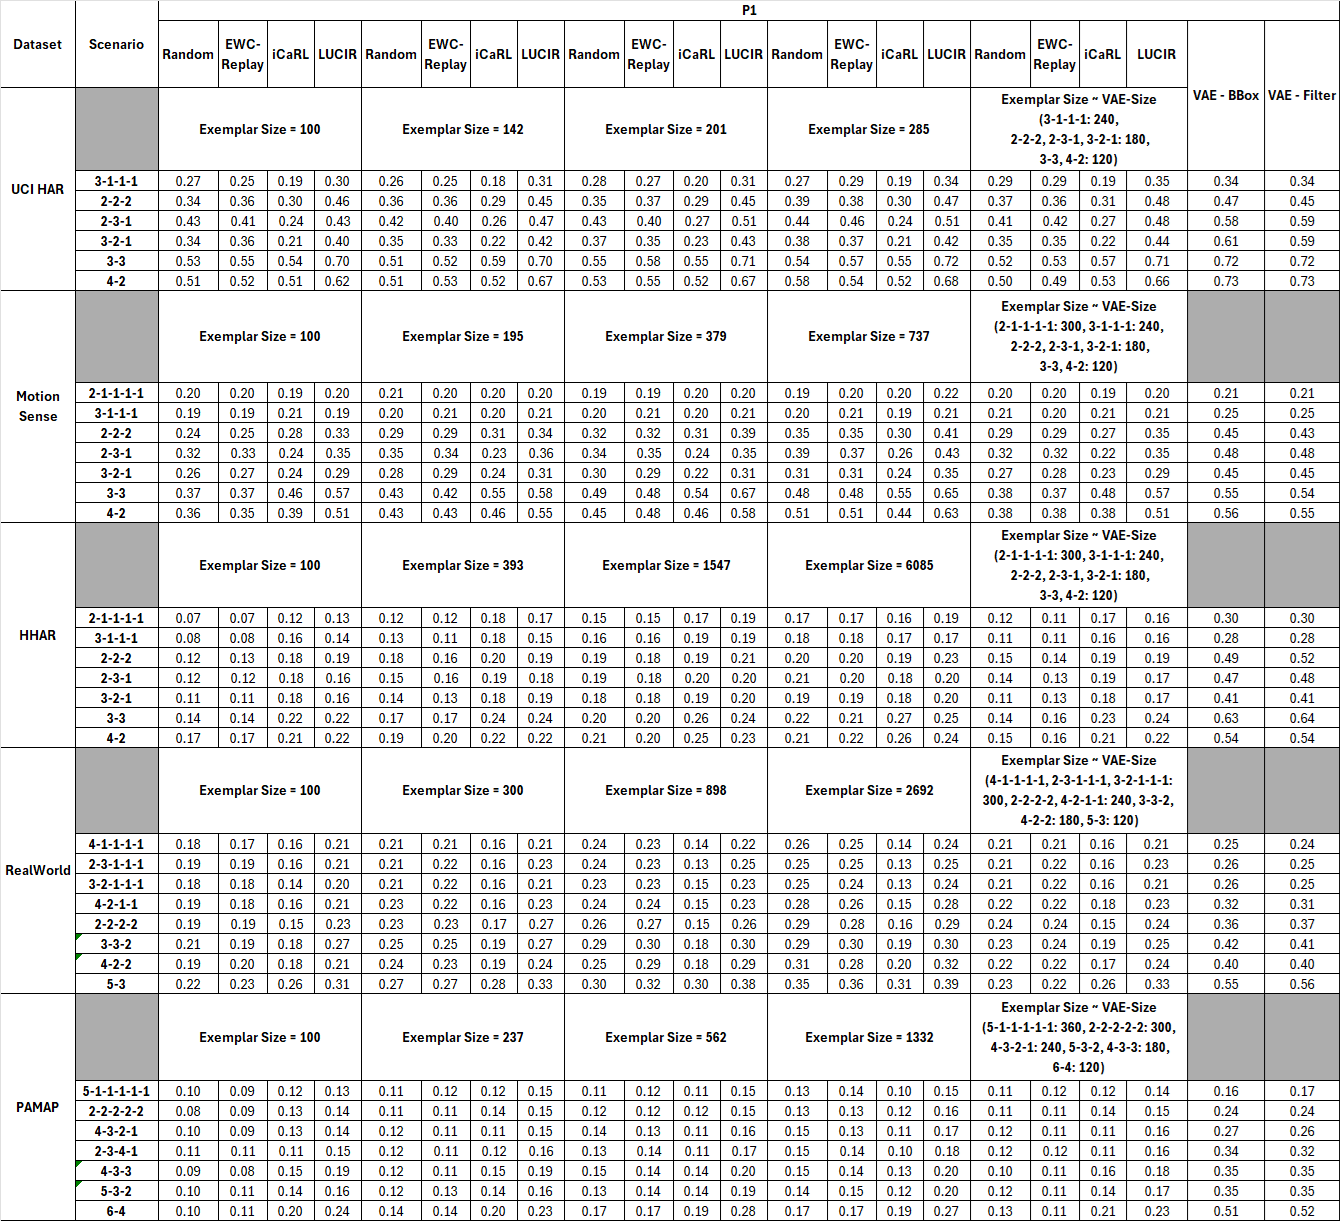 P1
Dataset Scenario Random EWC-Replay iCaRL LUCIR Random EWC-Replay iCaRL LUCIR Random EWC-Replay iCaRL LUCIR Random EWC-Replay iCaRL LUCIR Random EWC-Replay iCaRL LUCIR VAE - BBox VAE - Filter
UCI HAR
Exemplar Size = 100 Exemplar Size = 142 Exemplar Size = 201 Exemplar Size = 285
Exemplar Size ~ VAE-Size
(3-1-1-1: 240,
2-2-2, 2-3-1, 3-2-1: 180,
3-3, 4-2: 120)
3-1-1-1 0.27 0.25 0.19 0.30 0.26 0.25 0.18 0.31 0.28 0.27 0.20 0.31 0.27 0.29 0.19 0.34 0.29 0.29 0.19 0.35 0.34 0.34
2-2-2 0.34 0.36 0.30 0.46 0.36 0.36 0.29 0.45 0.35 0.37 0.29 0.45 0.39 0.38 0.30 0.47 0.37 0.36 0.31 0.48 0.47 0.45
2-3-1 0.43 0.41 0.24 0.43 0.42 0.40 0.26 0.47 0.43 0.40 0.27 0.51 0.44 0.46 0.24 0.51 0.41 0.42 0.27 0.48 0.58 0.59
3-2-1 0.34 0.36 0.21 0.40 0.35 0.33 0.22 0.42 0.37 0.35 0.23 0.43 0.38 0.37 0.21 0.42 0.35 0.35 0.22 0.44 0.61 0.59
3-3 0.53 0.55 0.54 0.70 0.51 0.52 0.59 0.70 0.55 0.58 0.55 0.71 0.54 0.57 0.55 0.72 0.52 0.53 0.57 0.71 0.72 0.72
4-2 0.51 0.52 0.51 0.62 0.51 0.53 0.52 0.67 0.53 0.55 0.52 0.67 0.58 0.54 0.52 0.68 0.50 0.49 0.53 0.66 0.73 0.73
Motion
Sense
Exemplar Size = 100 Exemplar Size = 195 Exemplar Size = 379 Exemplar Size = 737
Exemplar Size ~ VAE-Size
(2-1-1-1-1: 300, 3-1-1-1: 240,
2-2-2, 2-3-1, 3-2-1: 180,
3-3, 4-2: 120)
2-1-1-1-1 0.20 0.20 0.19 0.20 0.21 0.20 0.20 0.20 0.19 0.19 0.20 0.20 0.19 0.20 0.20 0.22 0.20 0.20 0.19 0.20 0.21 0.21
3-1-1-1 0.19 0.19 0.21 0.19 0.20 0.21 0.20 0.21 0.20 0.21 0.20 0.21 0.20 0.21 0.19 0.21 0.21 0.20 0.21 0.21 0.25 0.25
2-2-2 0.24 0.25 0.28 0.33 0.29 0.29 0.31 0.34 0.32 0.32 0.31 0.39 0.35 0.35 0.30 0.41 0.29 0.29 0.27 0.35 0.45 0.43
2-3-1 0.32 0.33 0.24 0.35 0.35 0.34 0.23 0.36 0.34 0.35 0.24 0.35 0.39 0.37 0.26 0.43 0.32 0.32 0.22 0.35 0.48 0.48
3-2-1 0.26 0.27 0.24 0.29 0.28 0.29 0.24 0.31 0.30 0.29 0.22 0.31 0.31 0.31 0.24 0.35 0.27 0.28 0.23 0.29 0.45 0.45
3-3 0.37 0.37 0.46 0.57 0.43 0.42 0.55 0.58 0.49 0.48 0.54 0.67 0.48 0.48 0.55 0.65 0.38 0.37 0.48 0.57 0.55 0.54
4-2 0.36 0.35 0.39 0.51 0.43 0.43 0.46 0.55 0.45 0.48 0.46 0.58 0.51 0.51 0.44 0.63 0.38 0.38 0.38 0.51 0.56 0.55
HHAR
Exemplar Size = 100 Exemplar Size = 393 Exemplar Size = 1547 Exemplar Size = 6085
Exemplar Size ~ VAE-Size
(2-1-1-1-1: 300, 3-1-1-1: 240,
2-2-2, 2-3-1, 3-2-1: 180,
3-3, 4-2: 120)
2-1-1-1-1 0.07 0.07 0.12 0.13 0.12 0.12 0.18 0.17 0.15 0.15 0.17 0.19 0.17 0.17 0.16 0.19 0.12 0.11 0.17 0.16 0.30 0.30
3-1-1-1 0.08 0.08 0.16 0.14 0.13 0.11 0.18 0.15 0.16 0.16 0.19 0.19 0.18 0.18 0.17 0.17 0.11 0.11 0.16 0.16 0.28 0.28
2-2-2 0.12 0.13 0.18 0.19 0.18 0.16 0.20 0.19 0.19 0.18 0.19 0.21 0.20 0.20 0.19 0.23 0.15 0.14 0.19 0.19 0.49 0.52
2-3-1 0.12 0.12 0.18 0.16 0.15 0.16 0.19 0.18 0.19 0.18 0.20 0.20 0.21 0.20 0.18 0.20 0.14 0.13 0.19 0.17 0.47 0.48
3-2-1 0.11 0.11 0.18 0.16 0.14 0.13 0.18 0.19 0.18 0.18 0.19 0.20 0.19 0.19 0.18 0.20 0.11 0.13 0.18 0.17 0.41 0.41
3-3 0.14 0.14 0.22 0.22 0.17 0.17 0.24 0.24 0.20 0.20 0.26 0.24 0.22 0.21 0.27 0.25 0.14 0.16 0.23 0.24 0.63 0.64
4-2 0.17 0.17 0.21 0.22 0.19 0.20 0.22 0.22 0.21 0.20 0.25 0.23 0.21 0.22 0.26 0.24 0.15 0.16 0.21 0.22 0.54 0.54
RealWorld
Exemplar Size = 100 Exemplar Size = 300 Exemplar Size = 898 Exemplar Size = 2692
Exemplar Size ~ VAE-Size
(4-1-1-1-1, 2-3-1-1-1, 3-2-1-1-1:
300, 2-2-2-2, 4-2-1-1: 240, 3-3-2,
4-2-2: 180, 5-3: 120)
4-1-1-1-1 0.18 0.17 0.16 0.21 0.21 0.21 0.16 0.21 0.24 0.23 0.14 0.22 0.26 0.25 0.14 0.24 0.21 0.21 0.16 0.21 0.25 0.24
2-3-1-1-1 0.19 0.19 0.16 0.21 0.21 0.22 0.16 0.23 0.24 0.23 0.13 0.25 0.25 0.25 0.13 0.25 0.21 0.22 0.16 0.23 0.26 0.25
3-2-1-1-1 0.18 0.18 0.14 0.20 0.21 0.22 0.16 0.21 0.23 0.23 0.15 0.23 0.25 0.24 0.13 0.24 0.21 0.22 0.16 0.21 0.26 0.25
4-2-1-1 0.19 0.18 0.16 0.21 0.23 0.22 0.16 0.23 0.24 0.24 0.15 0.23 0.28 0.26 0.15 0.28 0.22 0.22 0.18 0.23 0.32 0.31
2-2-2-2 0.19 0.19 0.15 0.23 0.23 0.23 0.17 0.27 0.26 0.27 0.15 0.26 0.29 0.28 0.16 0.29 0.24 0.24 0.15 0.24 0.36 0.37
3-3-2 0.21 0.19 0.18 0.27 0.25 0.25 0.19 0.27 0.29 0.30 0.18 0.30 0.29 0.30 0.19 0.30 0.23 0.24 0.19 0.25 0.42 0.41
4-2-2 0.19 0.20 0.18 0.21 0.24 0.23 0.19 0.24 0.25 0.29 0.18 0.29 0.31 0.28 0.20 0.32 0.22 0.22 0.17 0.24 0.40 0.40
5-3 0.22 0.23 0.26 0.31 0.27 0.27 0.28 0.33 0.30 0.32 0.30 0.38 0.35 0.36 0.31 0.39 0.23 0.22 0.26 0.33 0.55 0.56
PAMAP
Exemplar Size = 100 Exemplar Size = 237 Exemplar Size = 562 Exemplar Size = 1332
Exemplar Size ~ VAE-Size
(5-1-1-1-1-1: 360, 2-2-2-2-2: 300,
4-3-2-1: 240, 5-3-2, 4-3-3: 180,
6-4: 120)
5-1-1-1-1-1 0.10 0.09 0.12 0.13 0.11 0.12 0.12 0.15 0.11 0.12 0.11 0.15 0.13 0.14 0.10 0.15 0.11 0.12 0.12 0.14 0.16 0.17
2-2-2-2-2 0.08 0.09 0.13 0.14 0.11 0.11 0.14 0.15 0.12 0.12 0.12 0.15 0.13 0.13 0.12 0.16 0.11 0.11 0.14 0.15 0.24 0.24
4-3-2-1 0.10 0.09 0.13 0.14 0.12 0.11 0.11 0.15 0.14 0.13 0.11 0.16 0.15 0.13 0.11 0.17 0.12 0.11 0.11 0.16 0.27 0.26
2-3-4-1 0.11 0.11 0.11 0.15 0.12 0.11 0.12 0.16 0.13 0.14 0.11 0.17 0.15 0.14 0.10 0.18 0.12 0.12 0.11 0.16 0.34 0.32
4-3-3 0.09 0.08 0.15 0.19 0.12 0.11 0.15 0.19 0.15 0.14 0.14 0.20 0.15 0.14 0.13 0.20 0.10 0.11 0.16 0.18 0.35 0.35
5-3-2 0.10 0.11 0.14 0.16 0.12 0.13 0.14 0.16 0.13 0.14 0.14 0.19 0.14 0.15 0.12 0.20 0.12 0.11 0.14 0.17 0.35 0.35
6-4 0.10 0.11 0.20 0.24 0.14 0.14 0.20 0.23 0.17 0.17 0.19 0.28 0.17 0.17 0.19 0.27 0.13 0.11 0.21 0.23 0.51 0.52